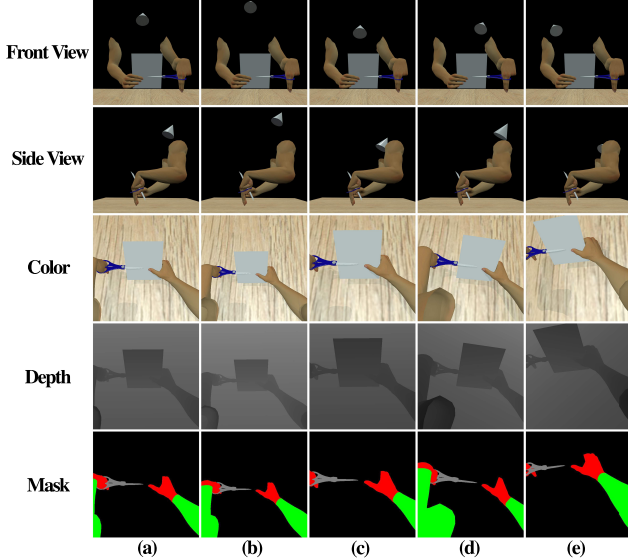 Front View
Side View
Color
Depth
Mask
(a) (b) (c) (d) (e)